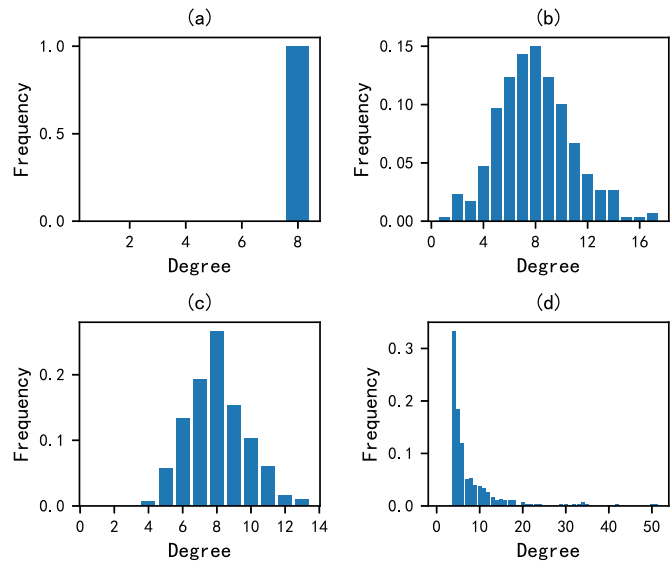 (a)
1.0
0.5
0.0
Frequency
2 4 6 8
Degree
(b)
0.15
0.10
0.05
0.00
Frequency
0 4 8 12 16
Degree
(c)
0.2
0.1
0.0
Frequency
0 2 4 6 8 10 12 14
Degree
(d)
0.3
0.2
0.1
0.0
Frequency
0 10 20 30 40 50
Degree